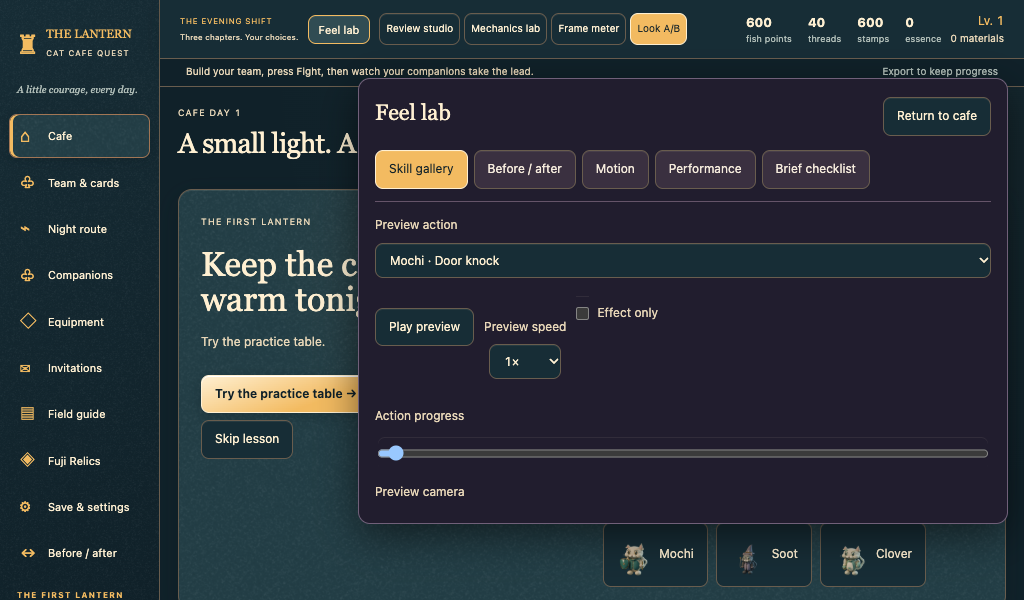 THE LANTERN
CAT CAFE QUEST
A little courage, every day.
Cafe
Team & cards
Night route
Companions
Equipment
Invitations
Field guide
Fuji Relics
Save & settings
Before / after
THE FIRST LANTERN
THE EVENING SHIFT
Three chapters. Your choices.
Feel lab
Review studio
Mechanics lab
Frame meter
Look A/B
600
fish points
40
threads
600
stamps
0
essence
Lv. 1
0 materials
Build your team, press Fight, then watch your companions take the lead.
Export to keep progress
CAFE DAY 1
A small light. A
THE FIRST LANTERN
Keep the c
warm tonig
Try the practice table.
Try the practice table →
Skip lesson
Feel lab
Return to cafe
Skill gallery
Before / after
Motion
Performance
Brief checklist
Preview action
Mochi · Door knock
Play preview
Preview speed
1×
Effect only
Action progress
Preview camera
Mochi
Soot
Clover